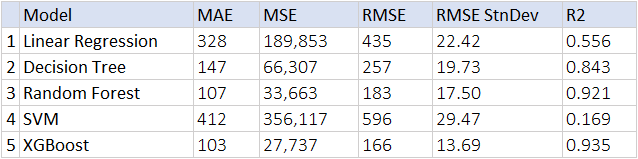 Model MAE MSE RMSE RMSE StnDev R2
1 Linear Regression 328 189,853 435 22.42 0.556
2 Decision Tree 147 66,307 257 19.73 0.843
3 Random Forest 107 33,663 183 17.50 0.921
4 SVM 412 356,117 596 29.47 0.169
5 XGBoost 103 27,737 166 13.69 0.935